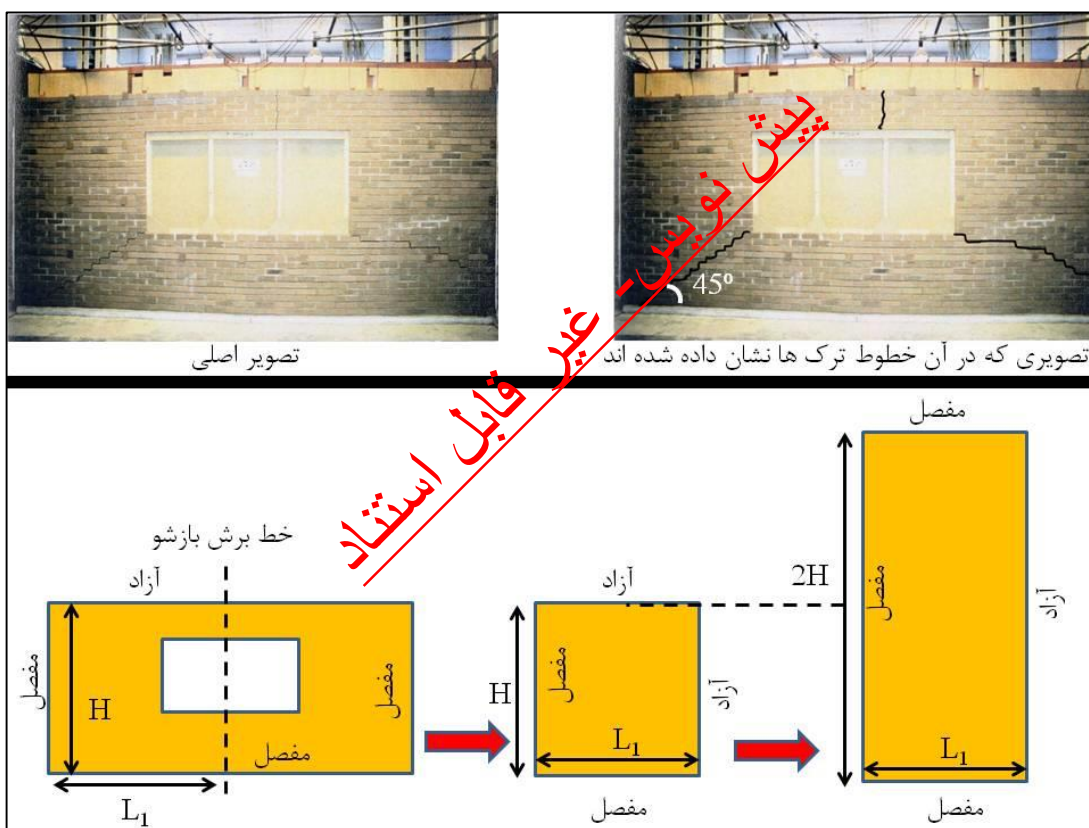 تصویر اصلی
تصویری که در آن خطوط ترک ها نشان داده شده اند
45º
پیش نویس- غیر قابل استناد
خط برش بازشو
آزاد
مفصل
H
مفصل
مفصل
L₁
آزاد
مفصل
H
آزاد
L₁
مفصل
مفصل
2H
مفصل
آزاد
L₁
مفصل